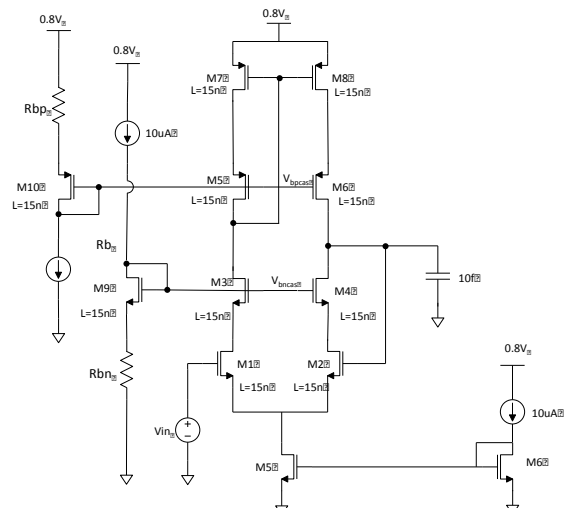 0.8V
0.8V
0.8V
M7
L=15n
M8
L=15n
Rbp
10uA
M10
L=15n
M5
L=15n
Vbpcas
M6
L=15n
Rb
M9
L=15n
M3
L=15n
Vbncas
M4
L=15n
10f
Rbn
M1
L=15n
M2
L=15n
0.8V
Vin
+
−
10uA
M5
M6